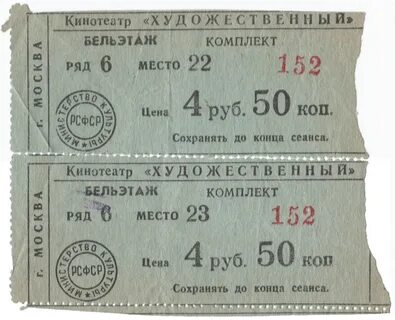 Кинотеатр «ХУДОЖЕСТВЕННЫЙ»
БЕЛЬЭТАЖ КОМПЛЕКТ
РЯД 6 МЕСТО 22 152
г. МОСКВА
МИНИСТЕРСТВО КУЛЬТУРЫ
РСФСР
Цена 4 руб. 50 коп.
Сохранять до конца сеанса.
Кинотеатр «ХУДОЖЕСТВЕННЫЙ»
БЕЛЬЭТАЖ КОМПЛЕКТ
РЯД 6 МЕСТО 23 152
г. МОСКВА
МИНИСТЕРСТВО КУЛЬТУРЫ
РСФСР
Цена 4 руб. 50 коп
Сохранять до конца сеанса.